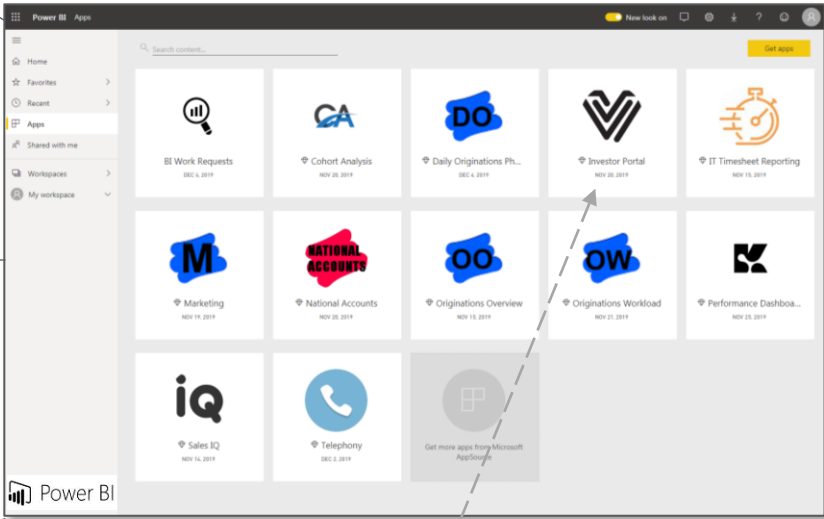 Power BI Apps
New look on
Search content...
Get apps
Home
Favorites
Recent
Apps
Shared with me
Workspaces
My workspace
BI Work Requests
DEC 4, 2019
CA
Cohort Analysis
NOV 20, 2019
DO
Daily Originations Ph...
DEC 4, 2019
Investor Portal
NOV 20, 2019
IT Timesheet Reporting
NOV 15, 2019
M
Marketing
NOV 19, 2019
NATIONAL
ACCOUNTS
National Accounts
NOV 20, 2019
OO
Originations Overview
NOV 15, 2019
OW
Originations Workload
NOV 21, 2019
K
Performance Dashboa...
NOV 25, 2019
iQ
Sales IQ
NOV 14, 2019
Telephony
DEC 2, 2019
Get more apps from Microsoft
AppSource
Power BI